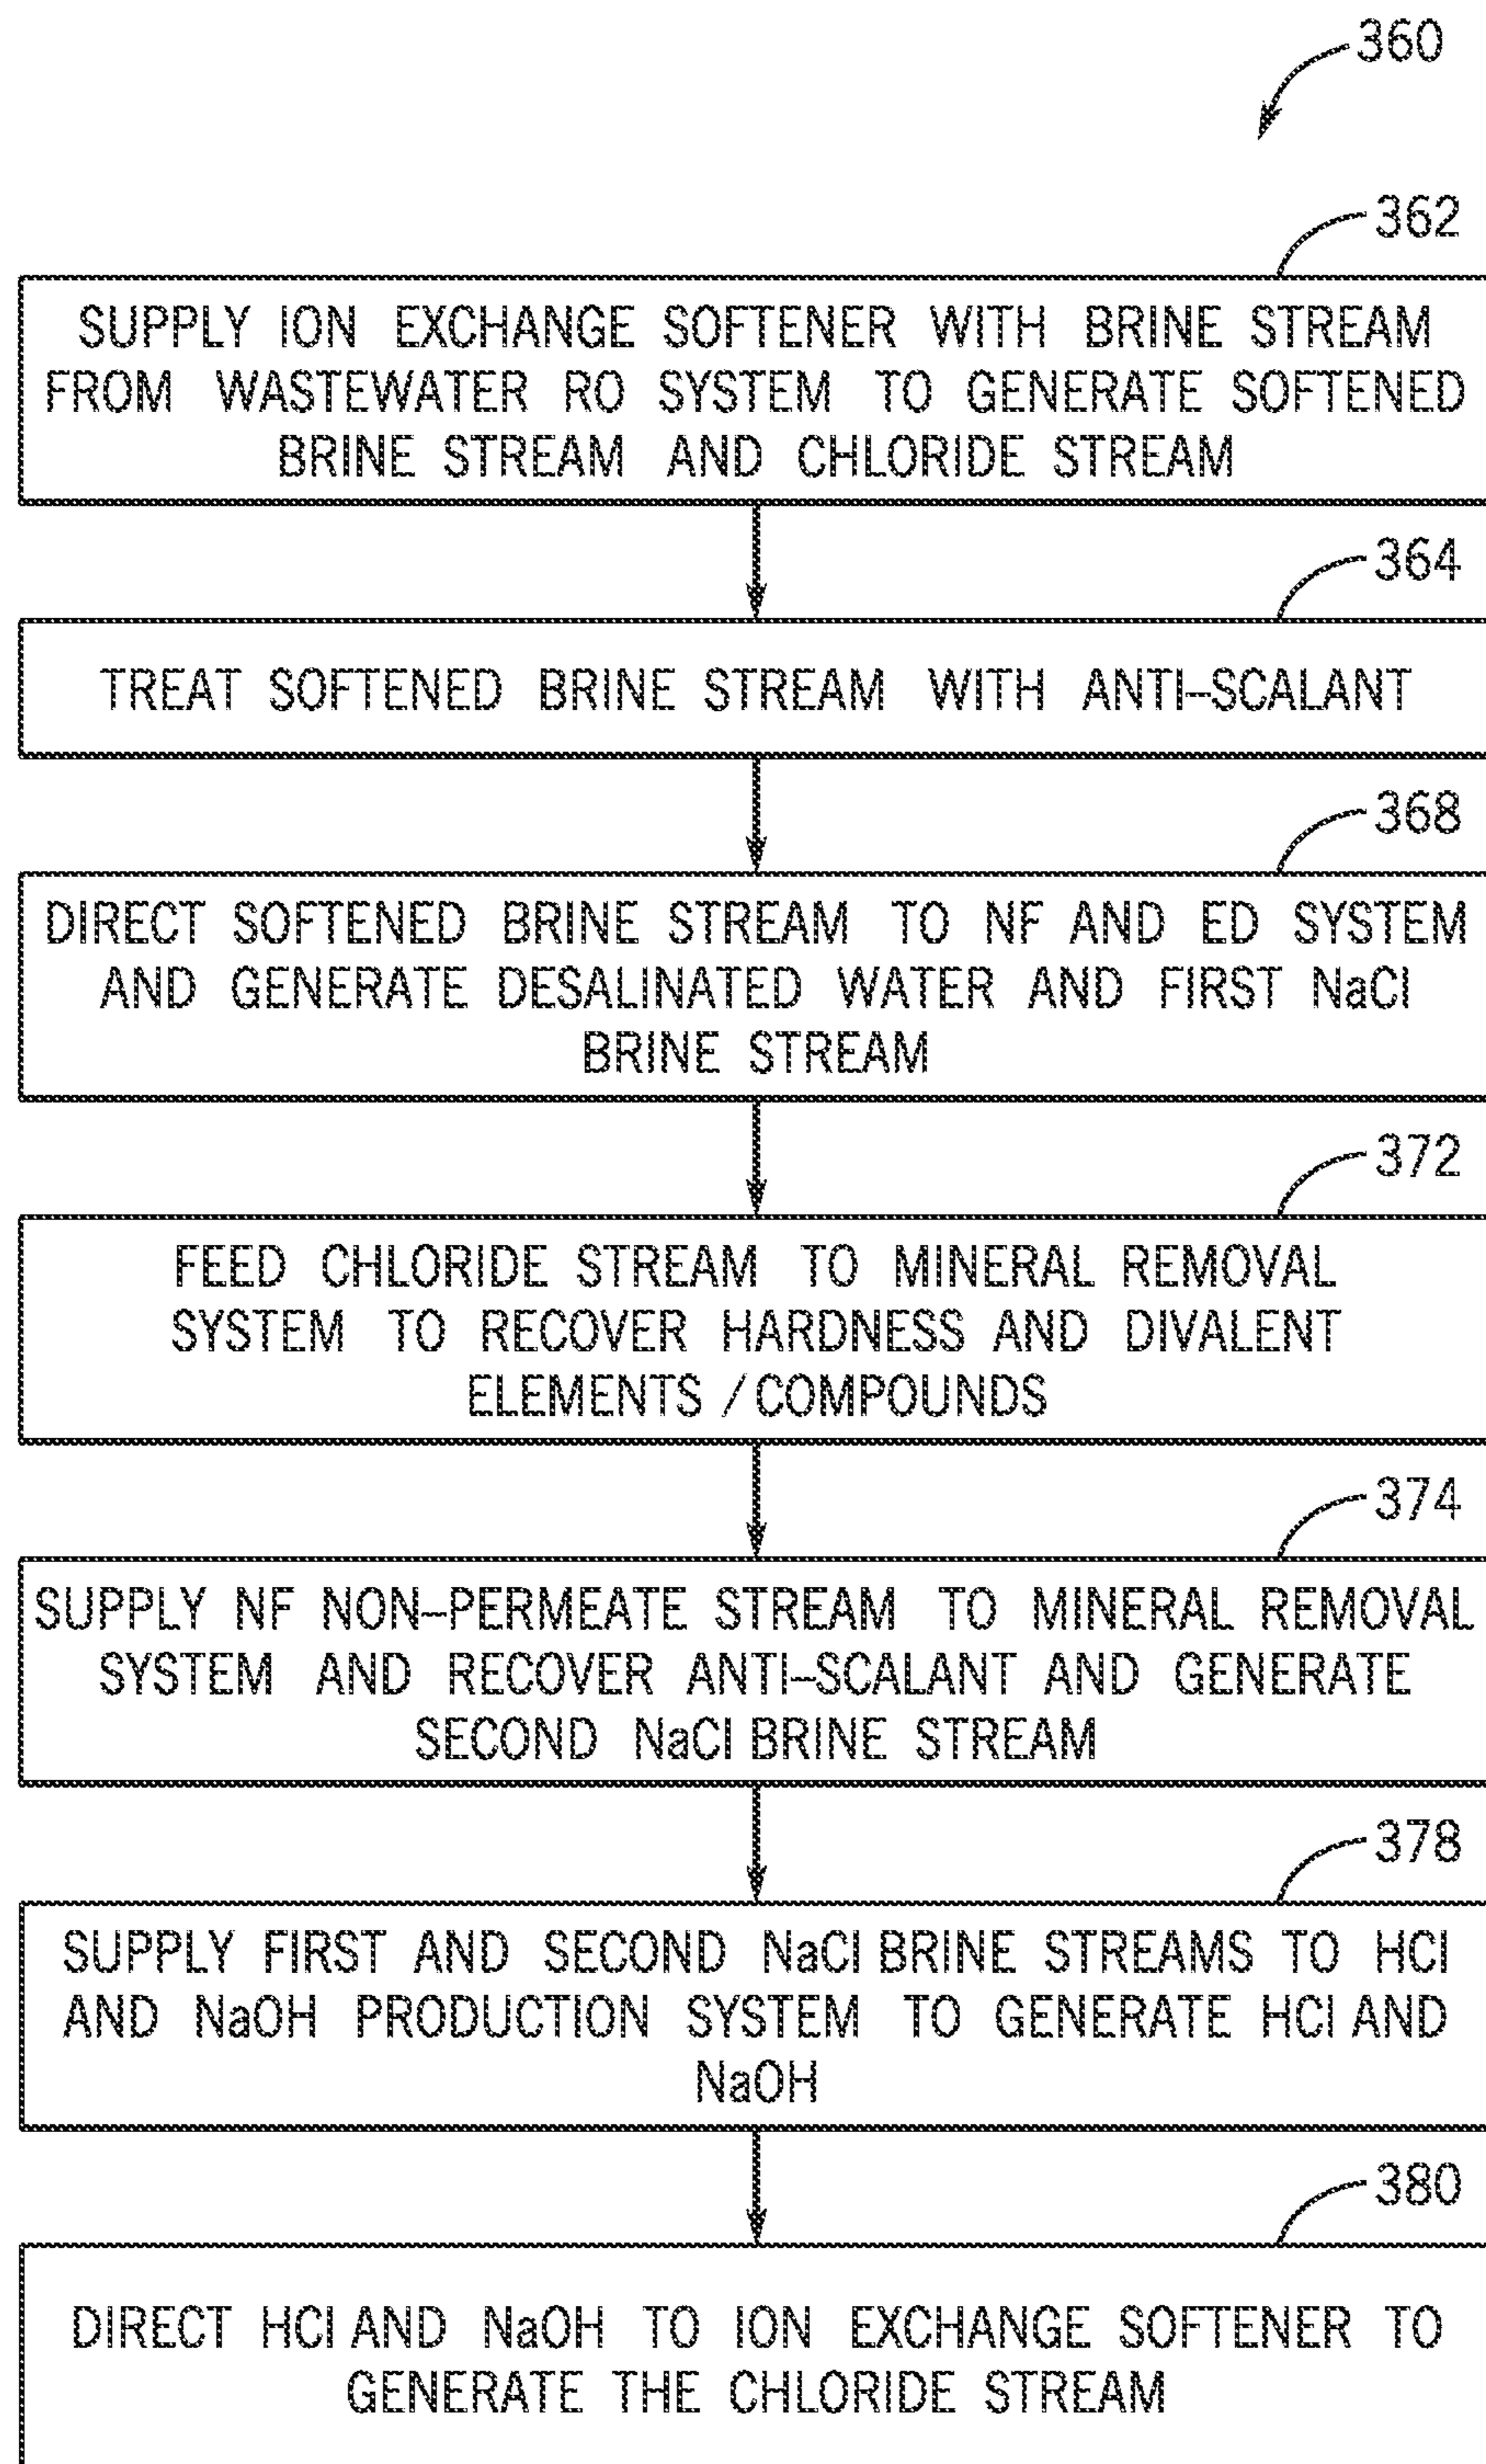 360
362
SUPPLY ION EXCHANGE SOFTENER WITH BRINE STREAM
FROM WASTEWATER RO SYSTEM TO GENERATE SOFTENED
BRINE STREAM AND CHLORIDE STREAM
364
TREAT SOFTENED BRINE STREAM WITH ANTI-SCALANT
368
DIRECT SOFTENED BRINE STREAM TO NF AND ED SYSTEM
AND GENERATE DESALINATED WATER AND FIRST NaCl
BRINE STREAM
372
FEED CHLORIDE STREAM TO MINERAL REMOVAL
SYSTEM TO RECOVER HARDNESS AND DIVALENT
ELEMENTS / COMPOUNDS
374
SUPPLY NF NON-PERMEATE STREAM TO MINERAL REMOVAL
SYSTEM AND RECOVER ANTI-SCALANT AND GENERATE
SECOND NaCl BRINE STREAM
378
SUPPLY FIRST AND SECOND NaCl BRINE STREAMS TO HCl
AND NaOH PRODUCTION SYSTEM TO GENERATE HCl AND
NaOH
380
DIRECT HCl AND NaOH TO ION EXCHANGE SOFTENER TO
GENERATE THE CHLORIDE STREAM